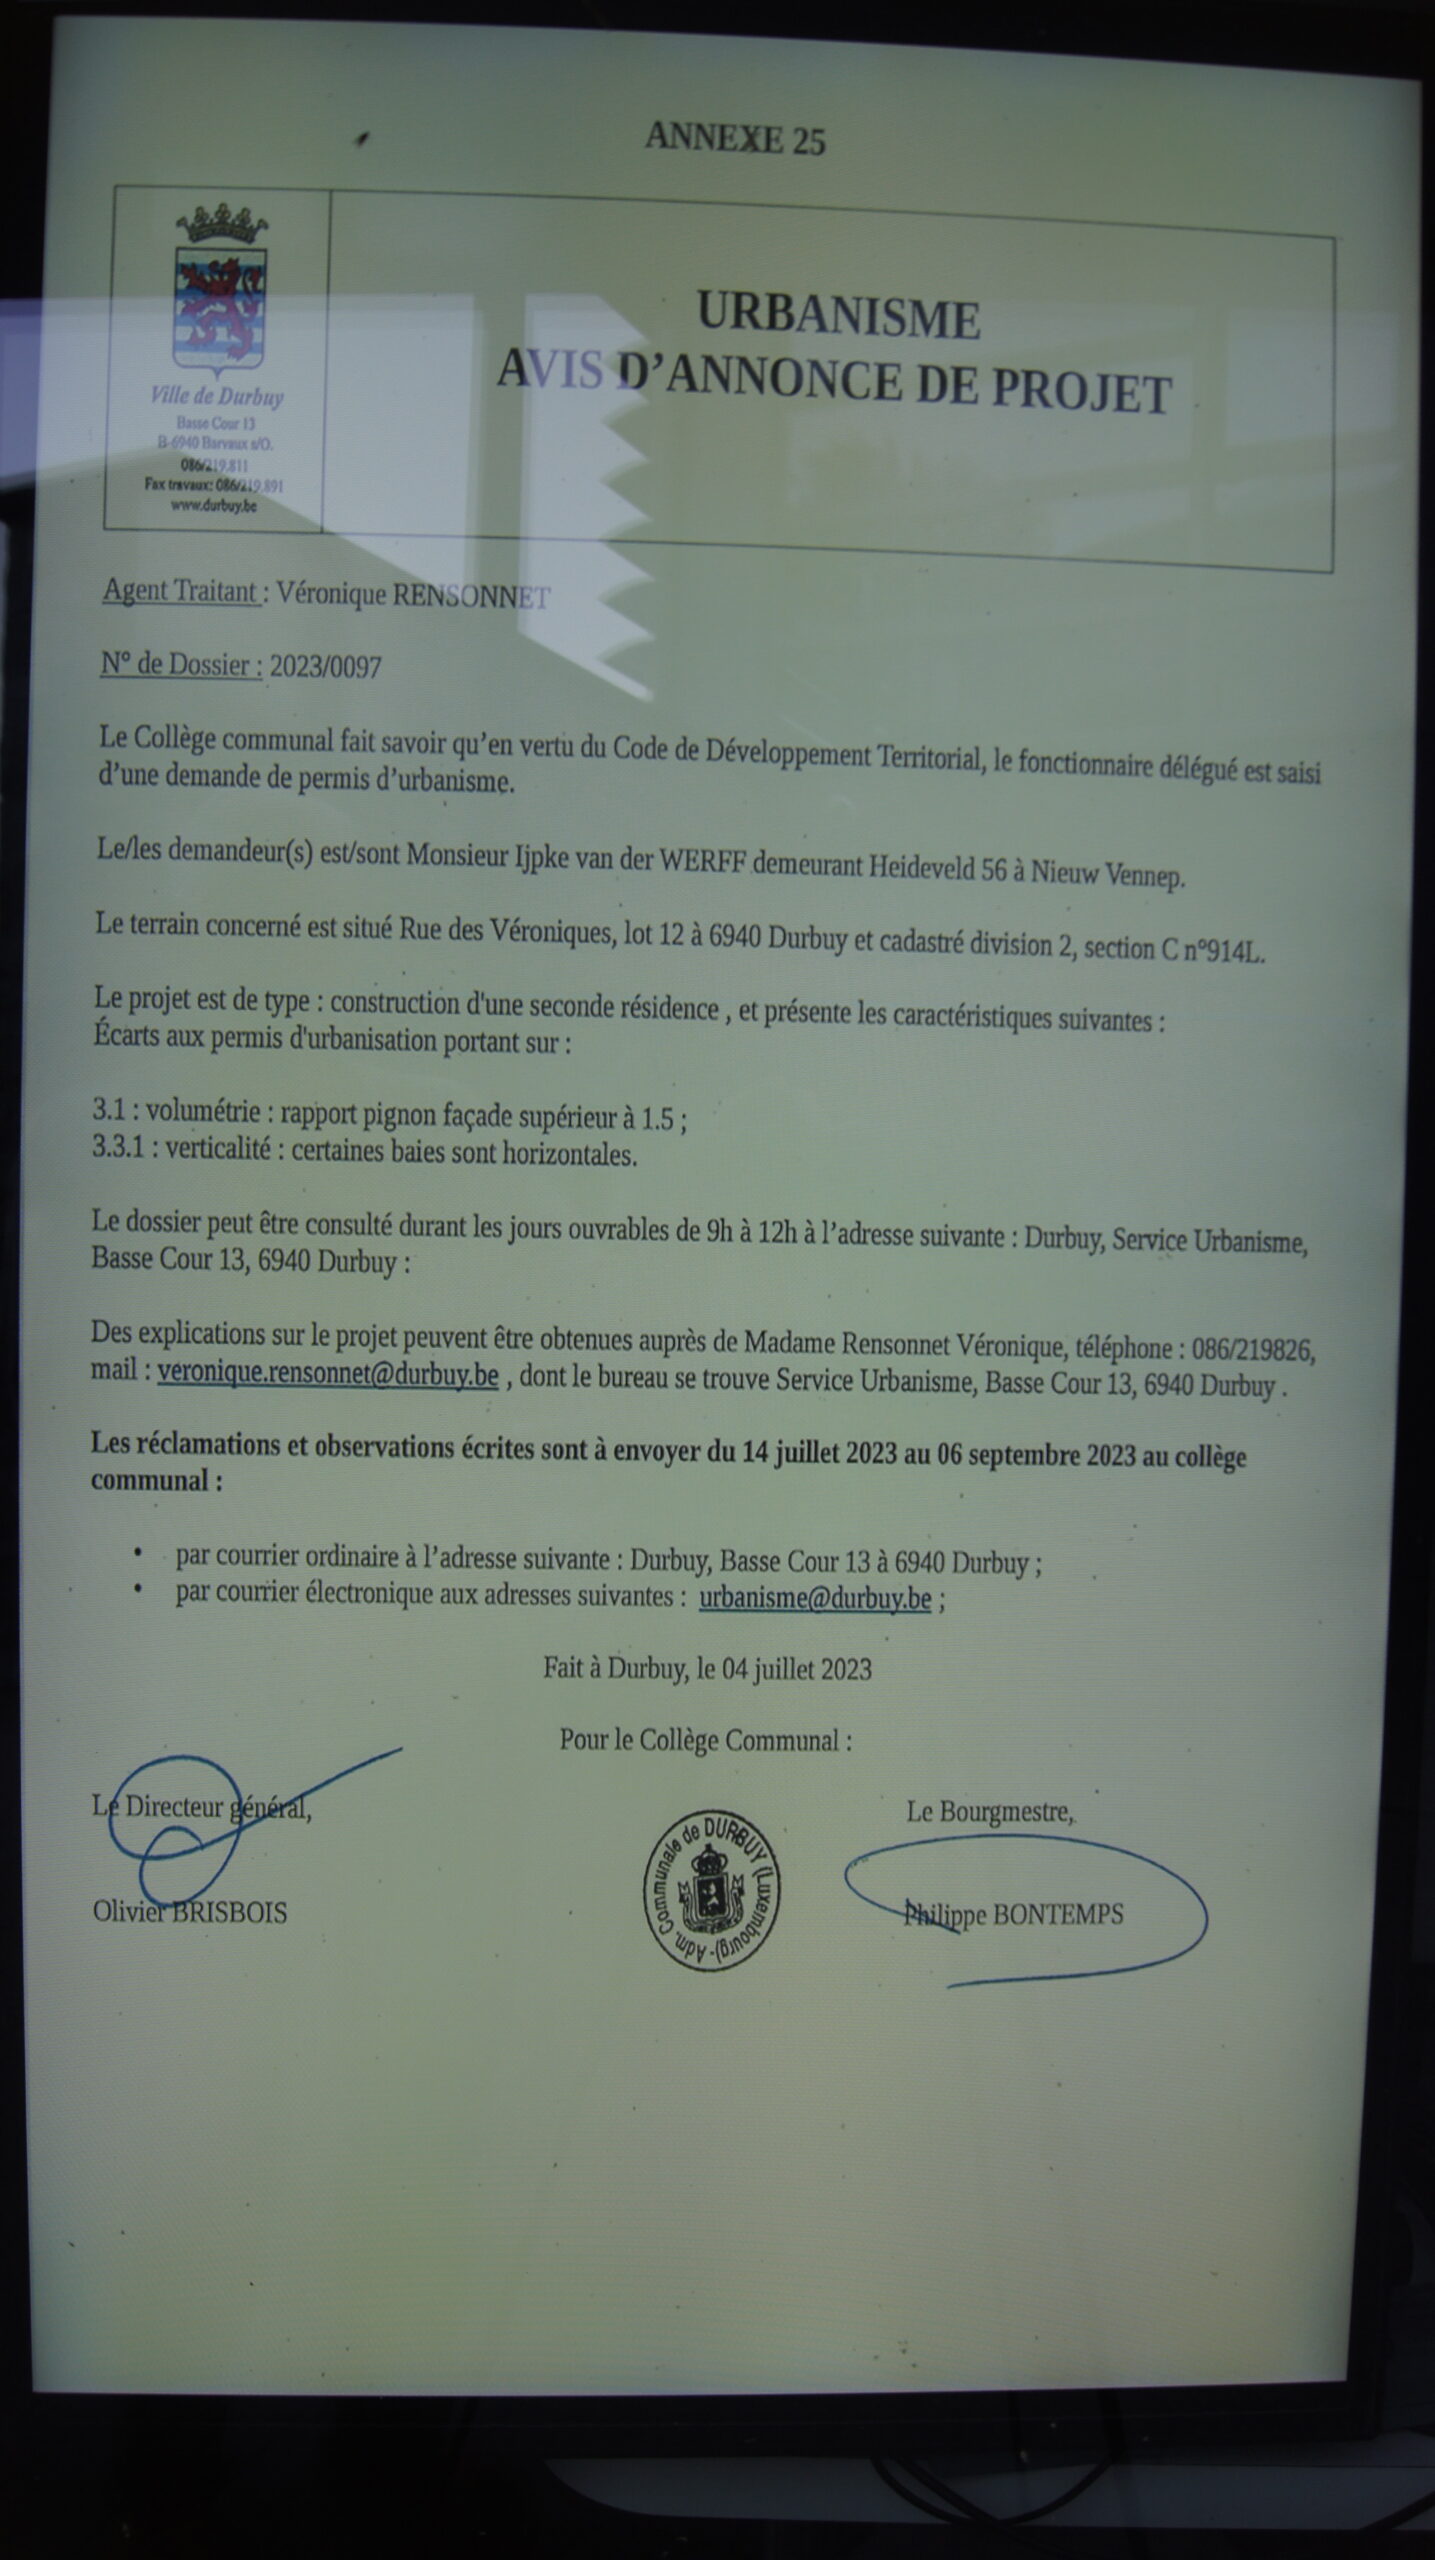 ANNEXE 25
Ville de Durbuy
Basse Cour 13
B-6940 Barvaux s/O.
086/219.811
Fax travaux: 086/219.891
www.durbuy.be
URBANISME
AVIS D'ANNONCE DE PROJET
Agent Traitant : Véronique RENSONNET
N° de Dossier : 2023/0097
Le Collège communal fait savoir qu'en vertu du Code de Développement Territorial, le fonctionnaire délégué est saisi
d'une demande de permis d'urbanisme.
Le/les demandeur(s) est/sont Monsieur Ijpke van der WERFF demeurant Heideveld 56 à Nieuw Vennep.
Le terrain concerné est situé Rue des Véroniques, lot 12 à 6940 Durbuy et cadastré division 2, section C n°914L.
Le projet est de type : construction d'une seconde résidence , et présente les caractéristiques suivantes :
Écarts aux permis d'urbanisation portant sur :
3.1 : volumétrie : rapport pignon façade supérieur à 1.5 ;
3.3.1 : verticalité : certaines baies sont horizontales.
Le dossier peut être consulté durant les jours ouvrables de 9h à 12h à l'adresse suivante : Durbuy, Service Urbanisme,
Basse Cour 13, 6940 Durbuy :
Des explications sur le projet peuvent être obtenues auprès de Madame Rensonnet Véronique, téléphone : 086/219826,
mail : veronique.rensonnet@durbuy.be , dont le bureau se trouve Service Urbanisme, Basse Cour 13, 6940 Durbuy .
Les réclamations et observations écrites sont à envoyer du 14 juillet 2023 au 06 septembre 2023 au collège
communal :
• par courrier ordinaire à l'adresse suivante : Durbuy, Basse Cour 13 à 6940 Durbuy ;
• par courrier électronique aux adresses suivantes : urbanisme@durbuy.be ;
Fait à Durbuy, le 04 juillet 2023
Pour le Collège Communal :
Le Directeur général,
Le Bourgmestre,
Olivier BRISBOIS
Philippe BONTEMPS
Adm. Communale de DURBUY (Luxembourg)-